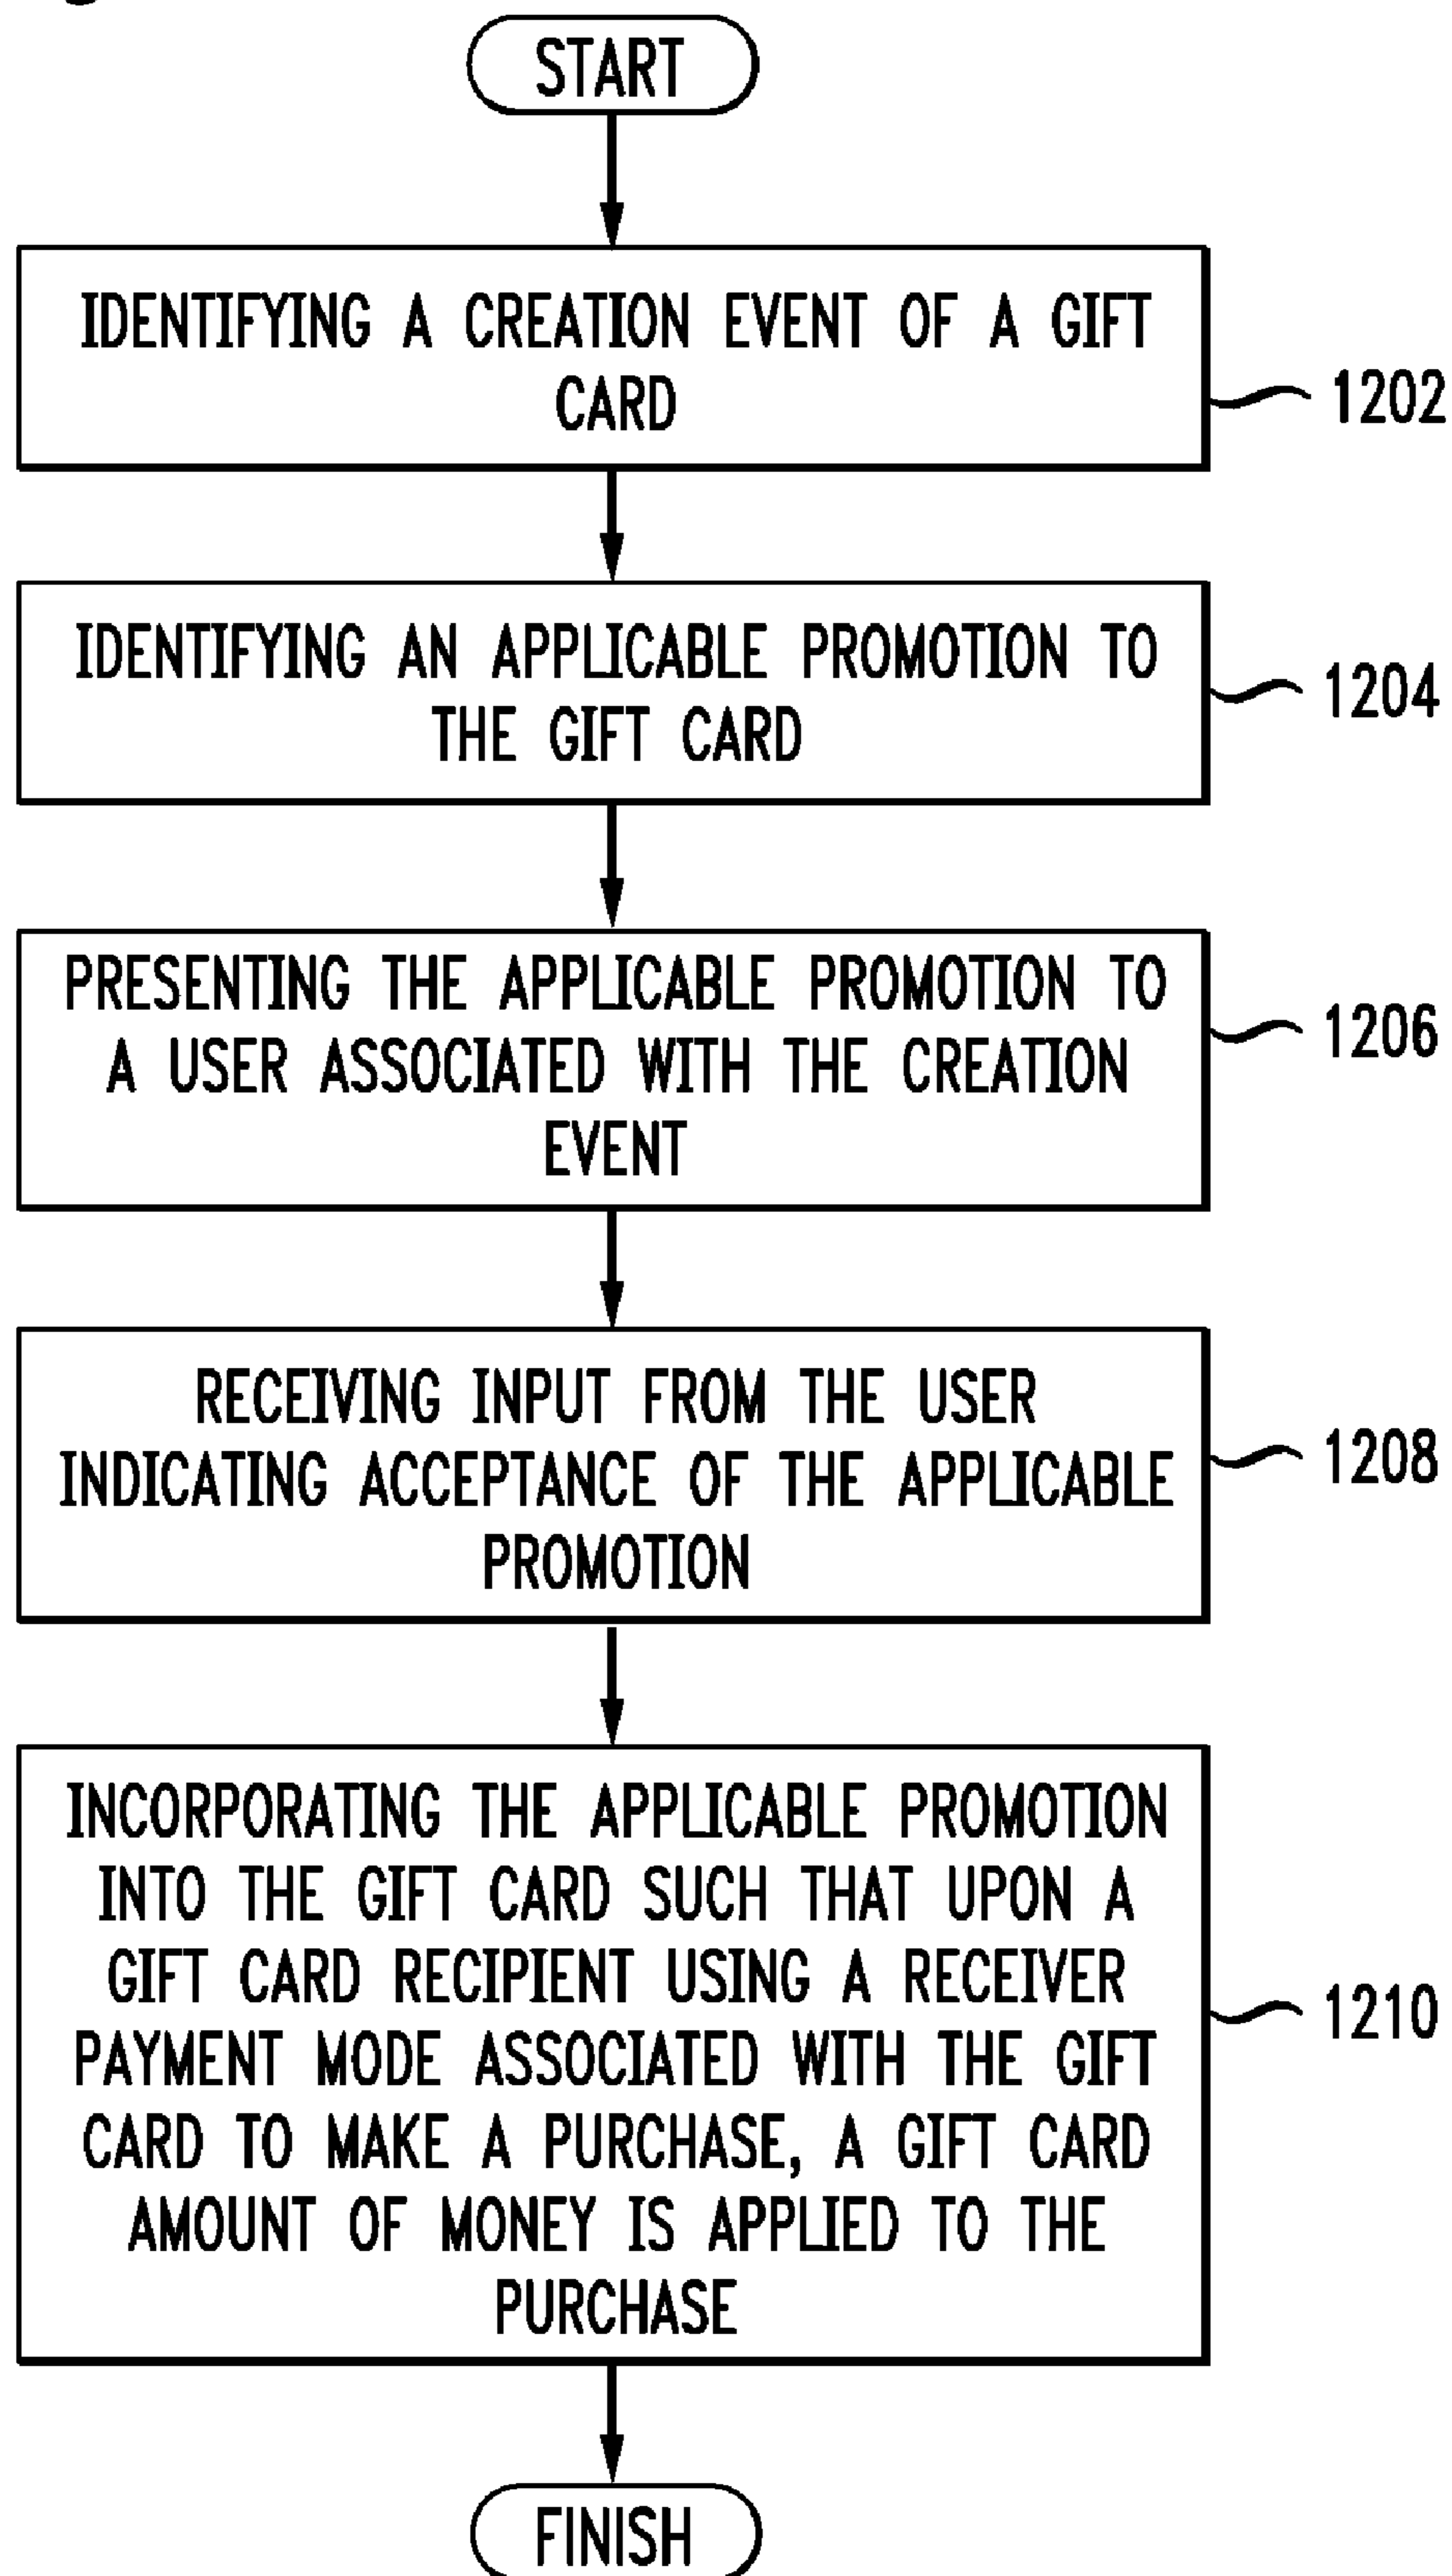 START
IDENTIFYING A CREATION EVENT OF A GIFT
CARD
1202
IDENTIFYING AN APPLICABLE PROMOTION TO
THE GIFT CARD
1204
PRESENTING THE APPLICABLE PROMOTION TO
A USER ASSOCIATED WITH THE CREATION
EVENT
1206
RECEIVING INPUT FROM THE USER
INDICATING ACCEPTANCE OF THE APPLICABLE
PROMOTION
1208
INCORPORATING THE APPLICABLE PROMOTION
INTO THE GIFT CARD SUCH THAT UPON A
GIFT CARD RECIPIENT USING A RECEIVER
PAYMENT MODE ASSOCIATED WITH THE GIFT
CARD TO MAKE A PURCHASE, A GIFT CARD
AMOUNT OF MONEY IS APPLIED TO THE
PURCHASE
1210
FINISH